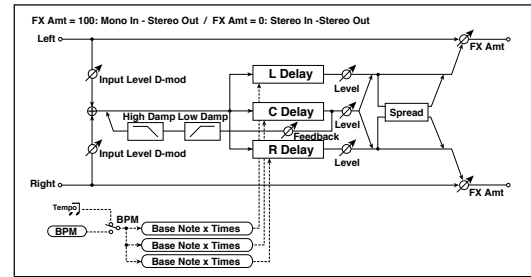 FX Amt = 100: Mono In - Stereo Out / FX Amt = 0: Stereo In -Stereo Out
Left
FX Amt
Input Level D-mod
L Delay
Level
High Damp Low Damp
C Delay
Level
Spread
Feedback
Input Level D-mod
R Delay
Level
Right
FX Amt
Tempo
BPM
BPM
Base Note x Times
Base Note x Times
Base Note x Times